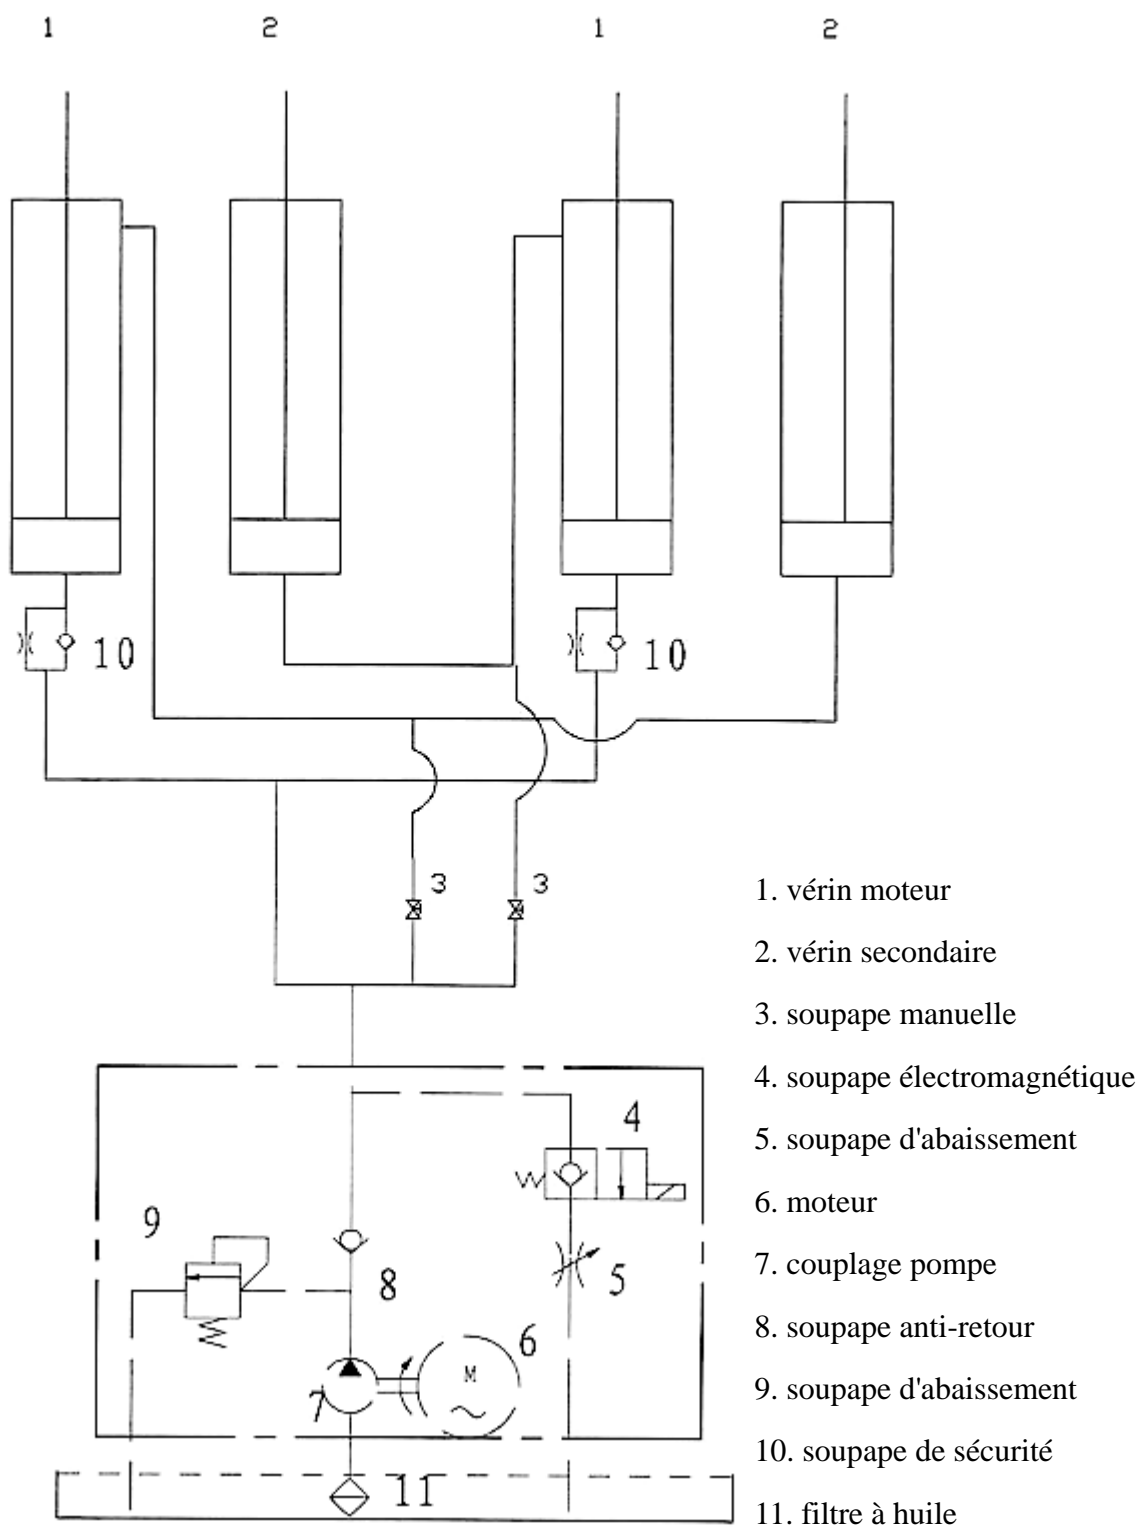 1 2 1 2
10 10
3 3
1. vérin moteur
2. vérin secondaire
3. soupape manuelle
4. soupape électromagnétique
4
5. soupape d'abaissement
6. moteur
9
7. couplage pompe
5
8
8. soupape anti-retour
6
M
7
9. soupape d'abaissement
10. soupape de sécurité
11
11. filtre à huile